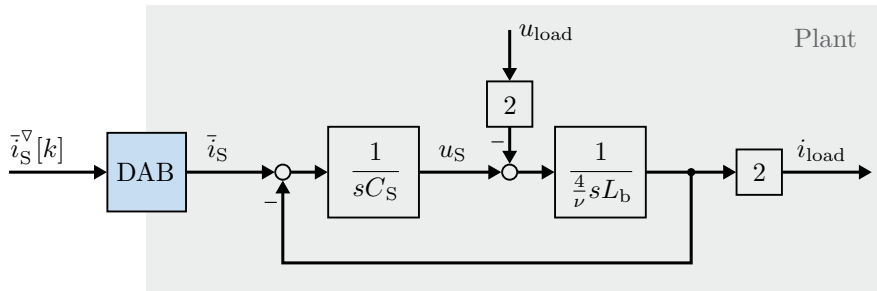 Plant
u_load
2
−
ī_S^∇[k]
DAB
ī_S
−
1
sC_S
u_S
1
4/ν sL_b
2
i_load